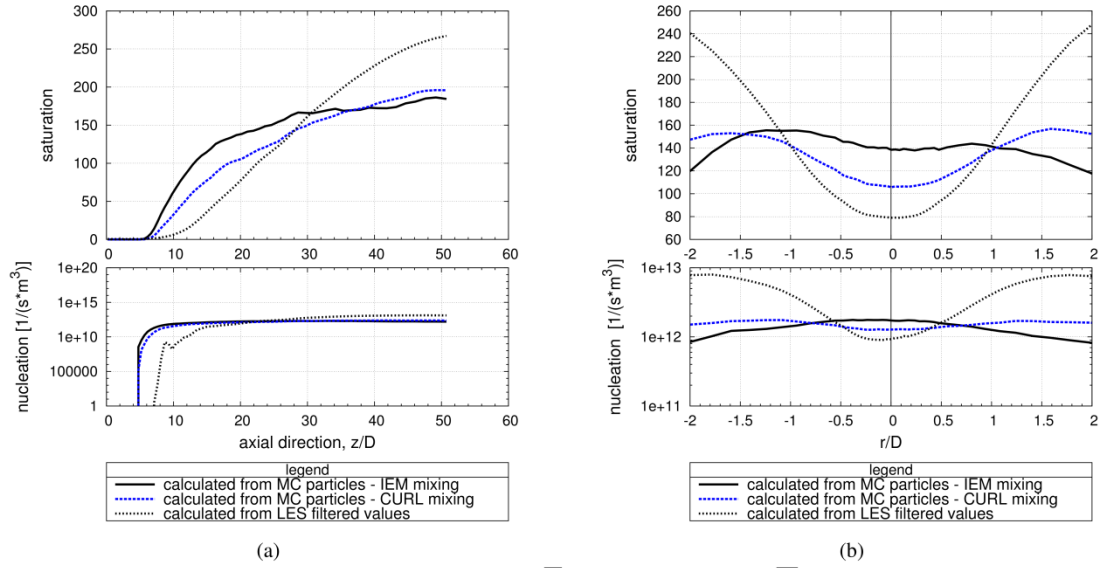 300
250
200
150
100
50
0
saturation
0 10 20 30 40 50 60
1e+20
1e+15
1e+10
100000
1
nucleation [1/(s*m³)]
0 10 20 30 40 50 60
axial direction, z/D
legend
calculated from MC particles - IEM mixing
calculated from MC particles - CURL mixing
calculated from LES filtered values
(a)
260
240
220
200
180
160
140
120
100
80
60
saturation
-2 -1.5 -1 -0.5 0 0.5 1 1.5 2
1e+13
1e+12
1e+11
nucleation [1/(s*m³)]
-2 -1.5 -1 -0.5 0 0.5 1 1.5 2
r/D
legend
calculated from MC particles - IEM mixing
calculated from MC particles - CURL mixing
calculated from LES filtered values
(b)